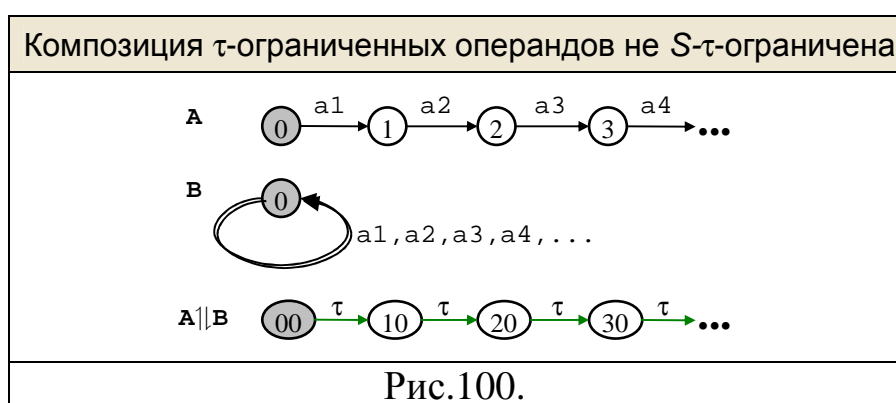 Композиция τ-ограниченных операндов не S-τ-ограничена
A 0 a1 1 a2 2 a3 3 a4 ...
B 0
a1,a2,a3,a4,...
A⥮B 00 τ 10 τ 20 τ 30 τ ...
Рис.100.